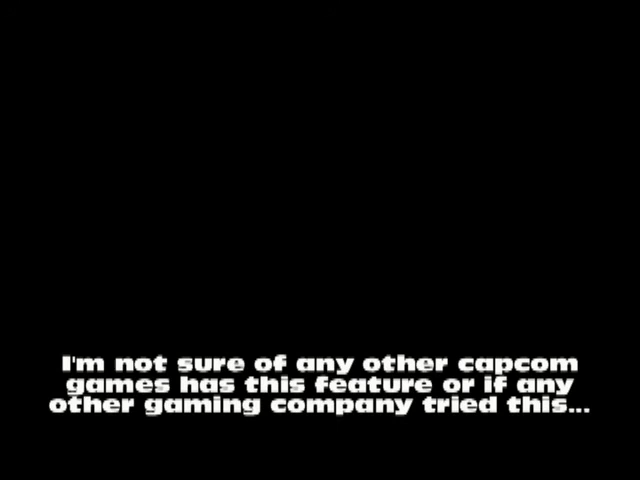 I'm not sure of any other capcom
games has this feature or if any
other gaming company tried this...